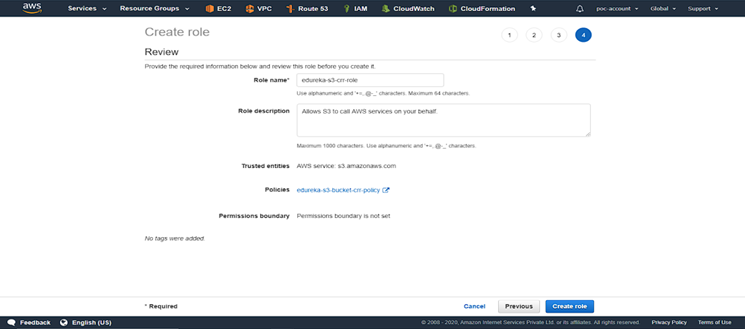 aws Services Resource Groups EC2 VPC Route 53 IAM CloudWatch CloudFormation poc-account Global Support
Create role
1 2 3 4
Review
Provide the required information below and review this role before you create it.
Role name* edureka-s3-crr-role
Use alphanumeric and '+=,.@-_' characters. Maximum 64 characters.
Role description Allows S3 to call AWS services on your behalf.
Maximum 1000 characters. Use alphanumeric and '+=,.@-_' characters.
Trusted entities AWS service: s3.amazonaws.com
Policies edureka-s3-bucket-crr-policy
Permissions boundary Permissions boundary is not set
No tags were added.
* Required Cancel Previous Create role
Feedback English (US) © 2008 - 2020, Amazon Internet Services Private Ltd. or its affiliates. All rights reserved. Privacy Policy Terms of Use